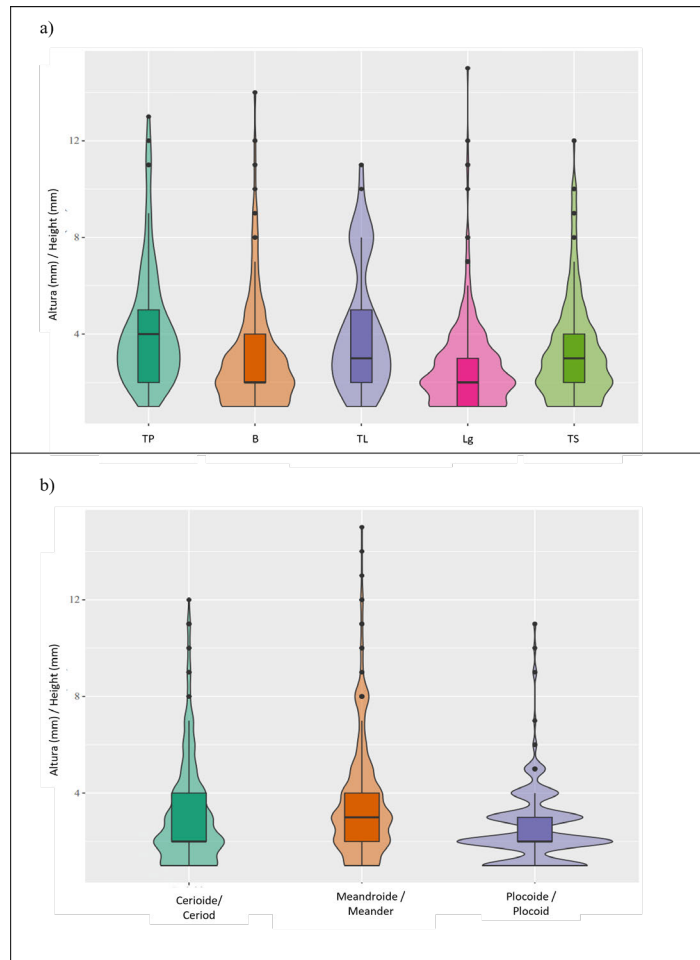 a)
Altura (mm) / Height (mm)
12
8
4
TP B TL Lg TS
b)
Altura (mm) / Height (mm)
12
8
4
Cerioide/ Meandroide / Plocoide /
Ceriod Meander Plocoid